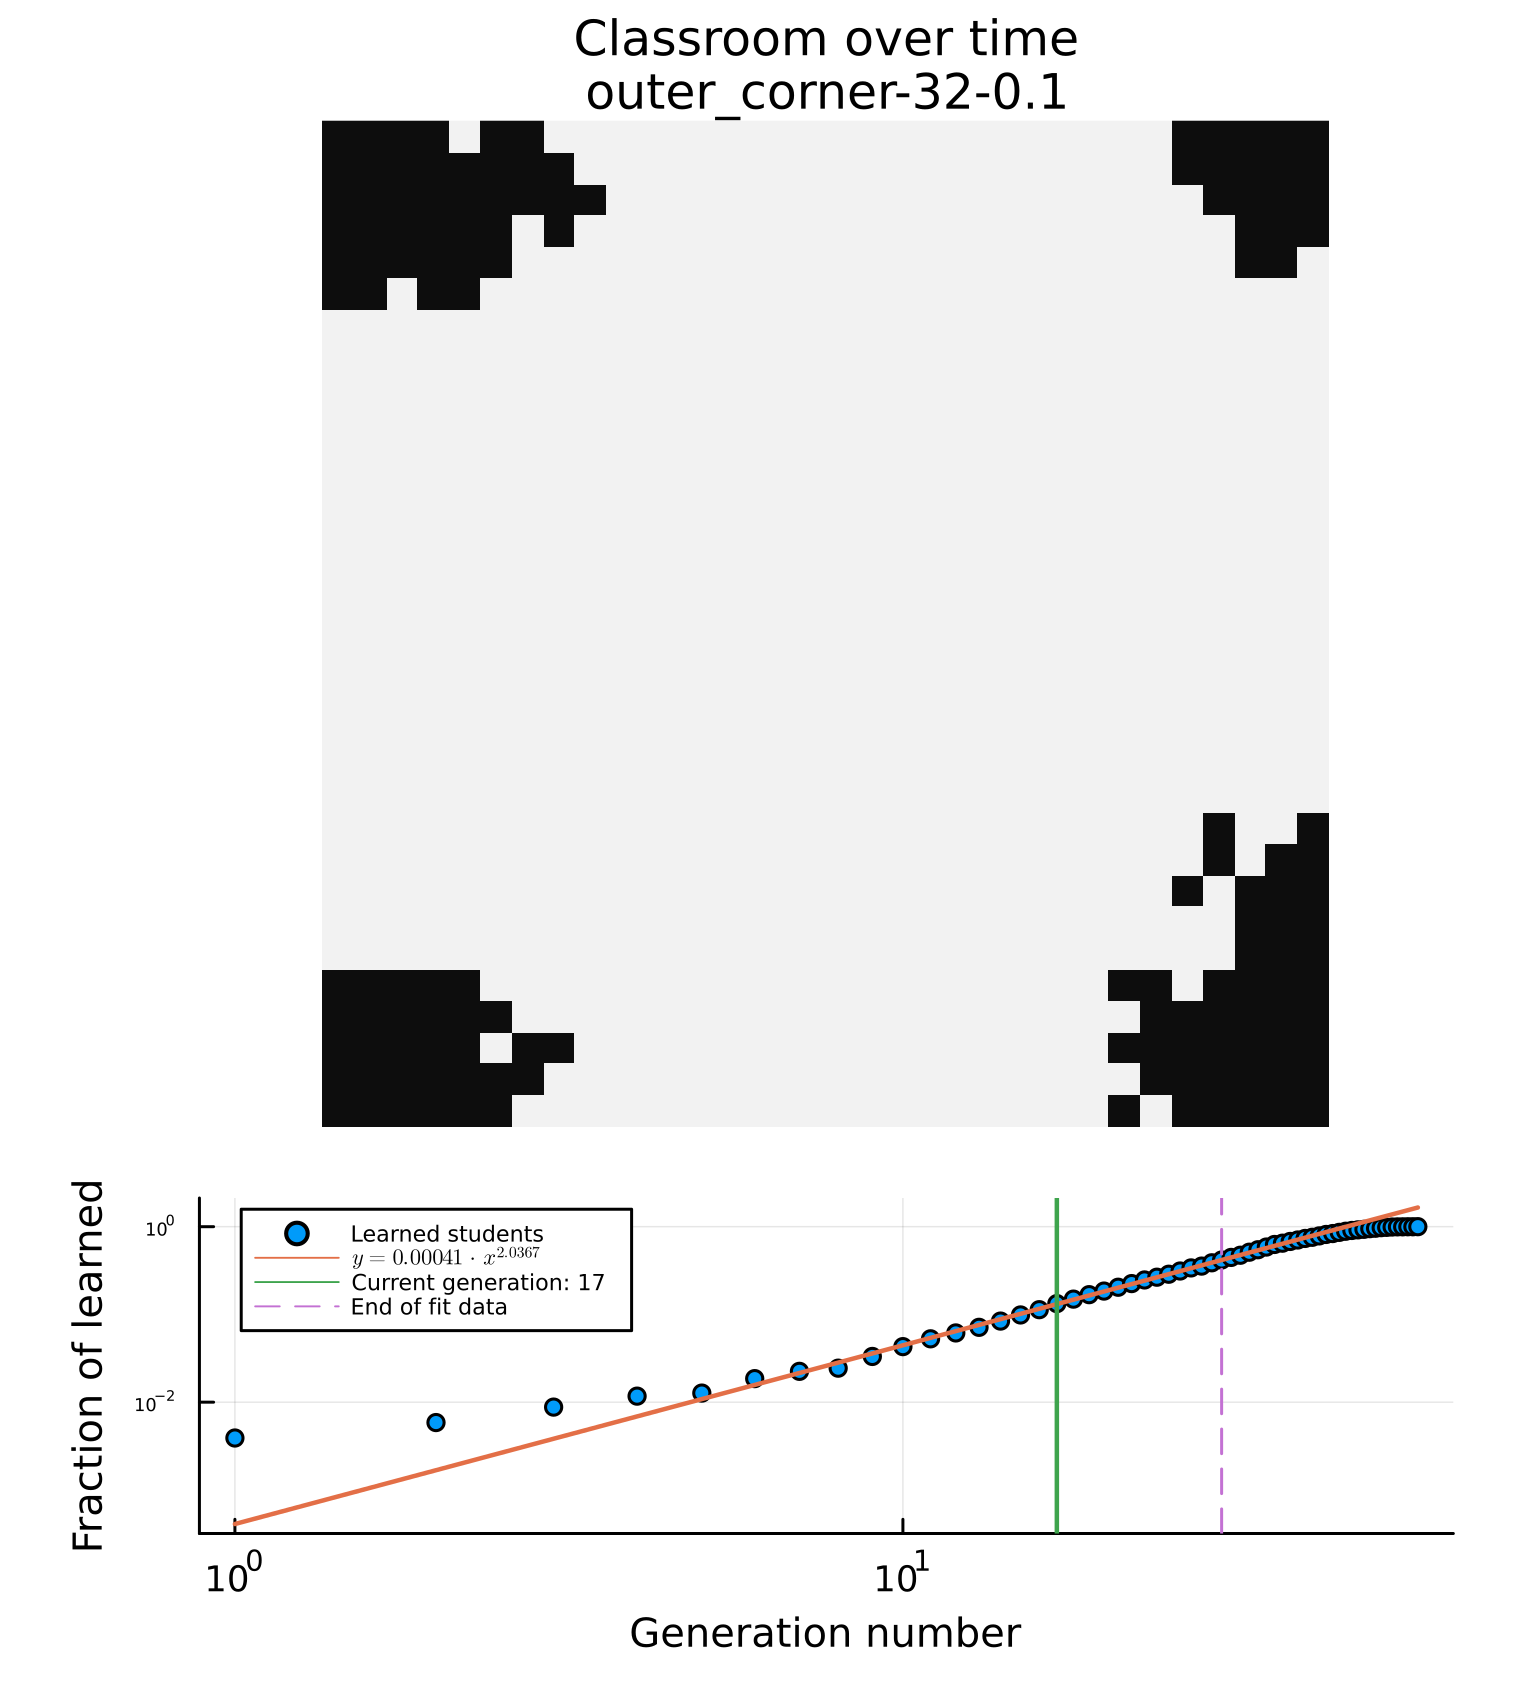 Classroom over time
outer_corner-32-0.1
Fraction of learned
10^0
10^−2
Learned students
y = 0.00041 · x^2.0367
Current generation: 17
End of fit data
10^0
10^1
Generation number